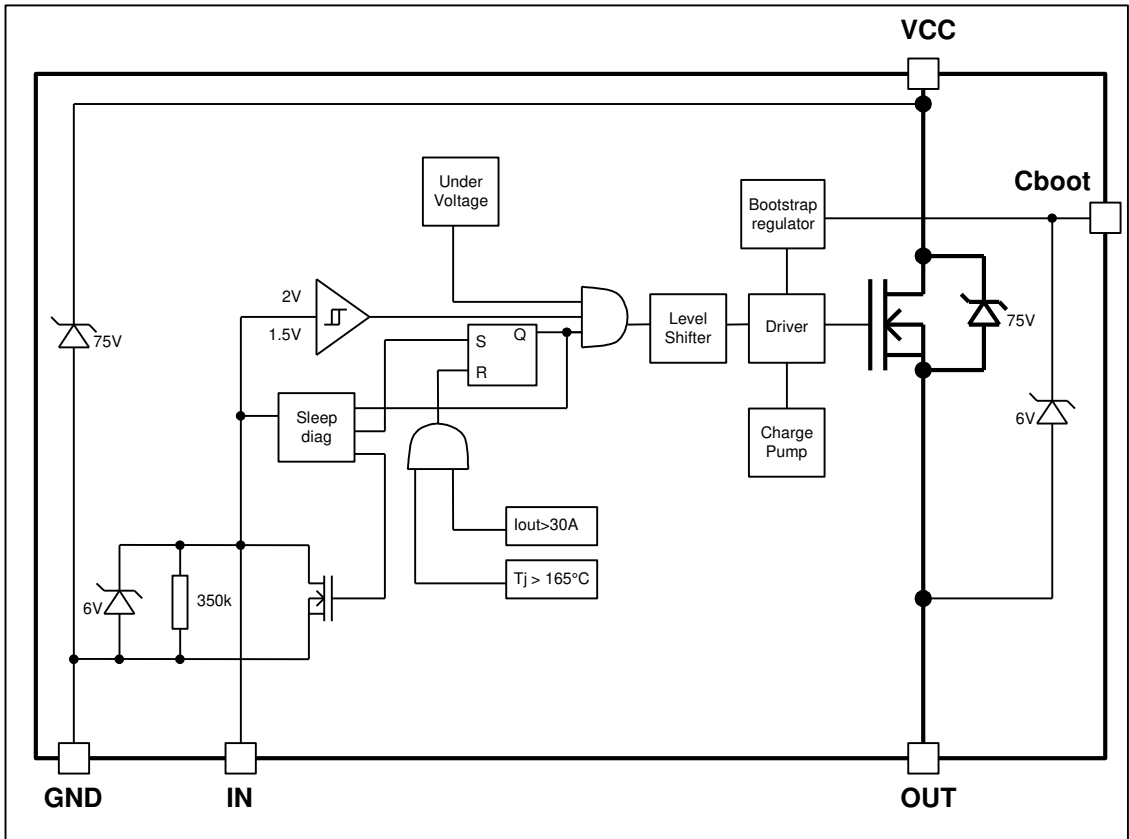 VCC
Under
Voltage
Cboot
Bootstrap
regulator
2V
1.5V
75V
Level
Shifter
Driver
75V
S
Q
R
Sleep
diag
Charge
Pump
6V
Iout>30A
Tj > 165°C
6V
350k
GND
IN
OUT